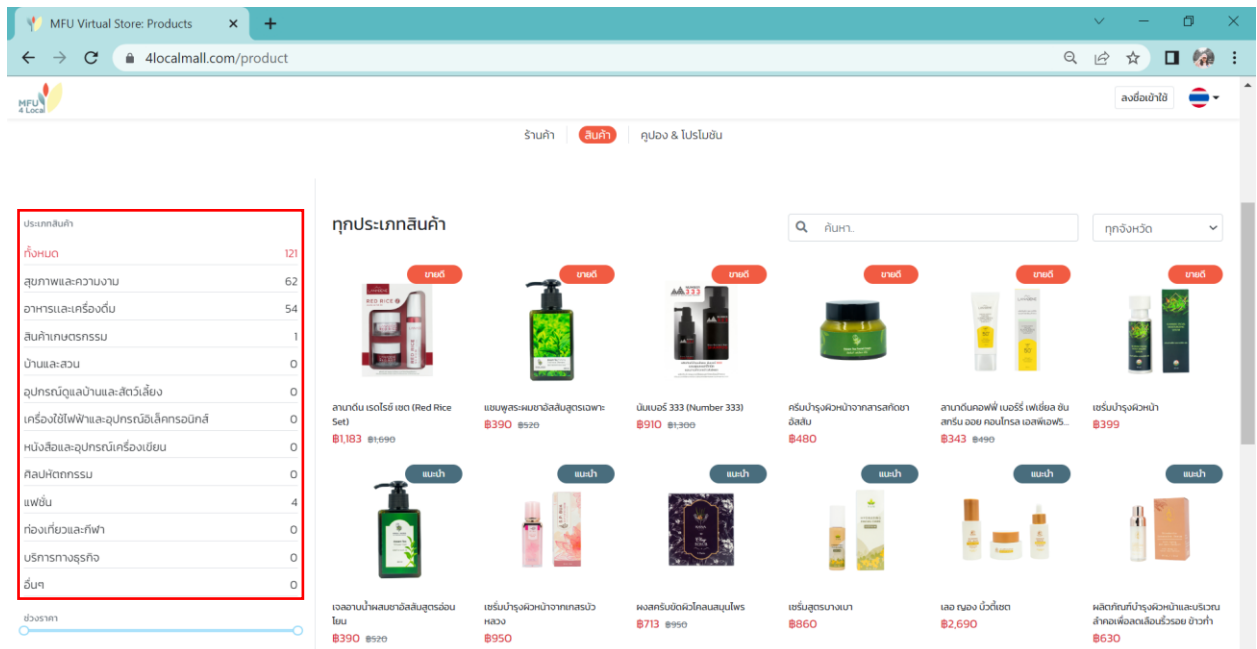 MFU Virtual Store: Products
4localmall.com/product
MFU
4 Local
ลงชื่อเข้าใช้
ร้านค้า
สินค้า
คูปอง & โปรโมชัน
ประเภทสินค้า
ทั้งหมด 121
สุขภาพและความงาม 62
อาหารและเครื่องดื่ม 54
สินค้าเกษตรกรรม 1
บ้านและสวน 0
อุปกรณ์ดูแลบ้านและสัตว์เลี้ยง 0
เครื่องใช้ไฟฟ้าและอุปกรณ์อิเล็กทรอนิกส์ 0
หนังสือและอุปกรณ์เครื่องเขียน 0
ศิลปหัตถกรรม 0
แฟชั่น 4
ท่องเที่ยวและกีฬา 0
บริการทางธุรกิจ 0
อื่นๆ 0
ช่วงราคา
ทุกประเภทสินค้า
ค้นหา..
ทุกจังหวัด
ขายดี
RED RICE
ลานาดีน เรดไรซ์ เซต (Red Rice
Set)
฿1,183 ฿1,690
ขายดี
แชมพูสระผมชาอัสสัมสูตรเฉพาะ
฿390 ฿520
ขายดี
333
นัมเบอร์ 333 (Number 333)
฿910 ฿1,300
ขายดี
ครีมบำรุงผิวหน้าจากสารสกัดชา
อัสสัม
฿480
ขายดี
50
ลานาดีนคอฟฟี่ เบอร์รี่ เฟเชี่ยล ซัน
สกรีน ออย คอนโทรล เอสพีเอฟ5...
฿343 ฿490
ขายดี
เซรั่มบำรุงผิวหน้า
฿399
แนะนำ
เจลอาบน้ำผสมชาอัสสัมสูตรอ่อน
โยน
฿390 ฿520
แนะนำ
เซรั่มบำรุงผิวหน้าจากเกสรบัว
หลวง
฿950
แนะนำ
ผงสครับขัดผิวโคลนสมุนไพร
฿713 ฿950
แนะนำ
เซรั่มสูตรบางเบา
฿860
แนะนำ
เลอ ญอง บิ้วตี้เซต
฿2,690
แนะนำ
ผลิตภัณฑ์บำรุงผิวหน้าและบริเวณ
ลำคอเพื่อลดเลือนริ้วรอย ข้าวก่ำ
฿630